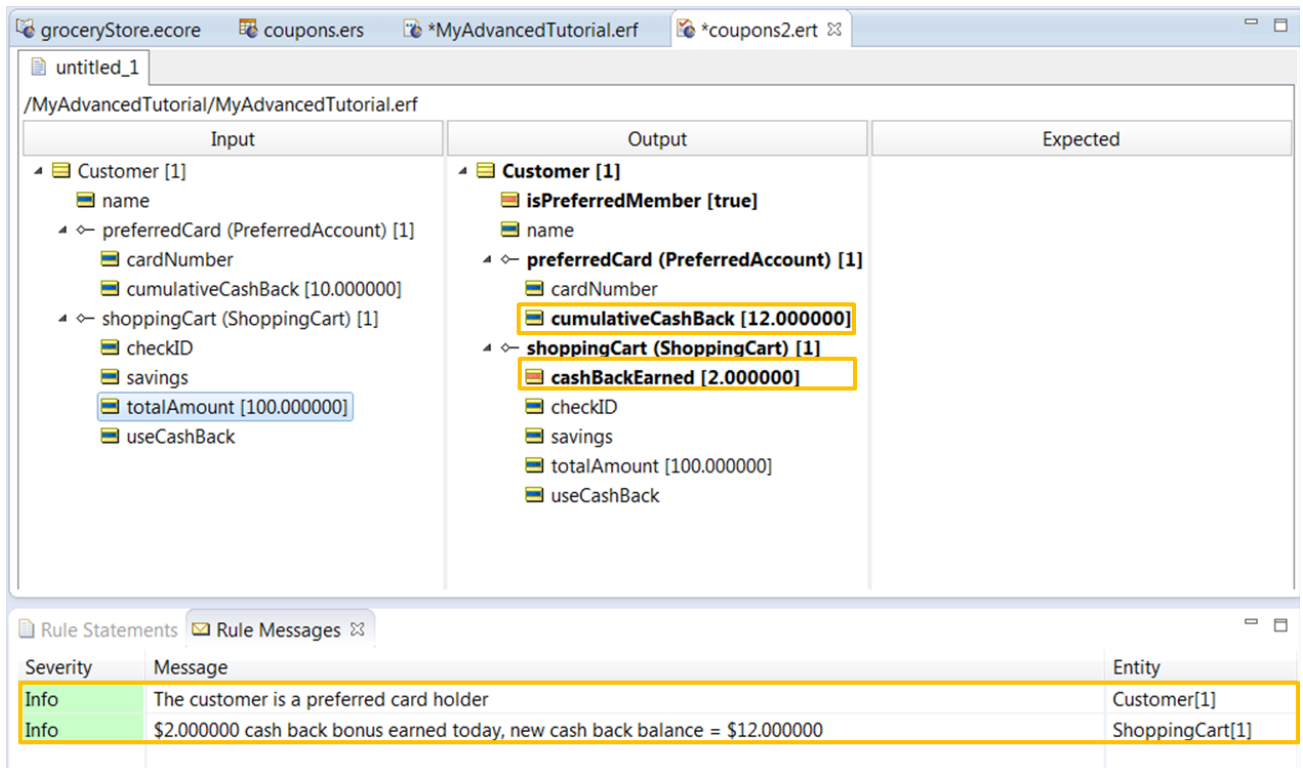 groceryStore.ecore coupons.ers *MyAdvancedTutorial.erf *coupons2.ert
untitled_1
/MyAdvancedTutorial/MyAdvancedTutorial.erf
Input Output Expected
Customer [1]
name
preferredCard (PreferredAccount) [1]
cardNumber
cumulativeCashBack [10.000000]
shoppingCart (ShoppingCart) [1]
checkID
savings
totalAmount [100.000000]
useCashBack
Customer [1]
isPreferredMember [true]
name
preferredCard (PreferredAccount) [1]
cardNumber
cumulativeCashBack [12.000000]
shoppingCart (ShoppingCart) [1]
cashBackEarned [2.000000]
checkID
savings
totalAmount [100.000000]
useCashBack
Rule Statements Rule Messages
Severity Message Entity
Info The customer is a preferred card holder Customer[1]
Info $2.000000 cash back bonus earned today, new cash back balance = $12.000000 ShoppingCart[1]